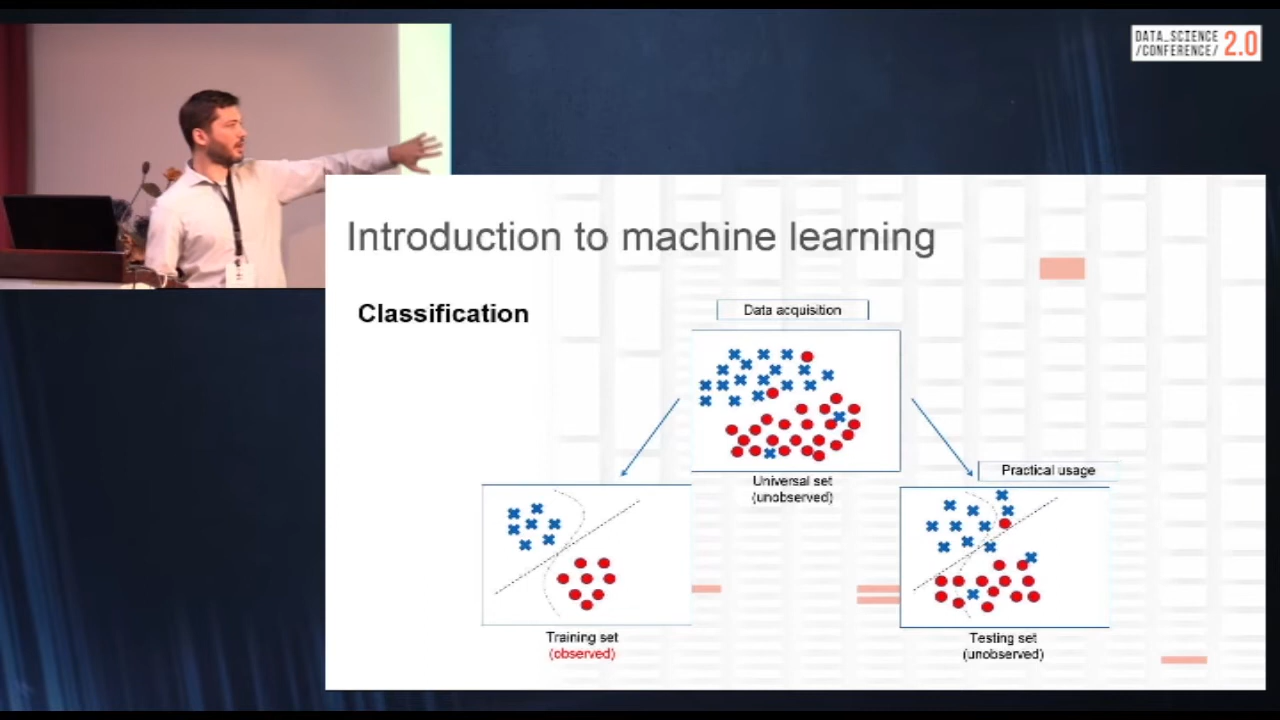 DATA_SCIENCE
/CONFERENCE/ 2.0
Introduction to machine learning
Classification
Data acquisition
Universal set
(unobserved)
Practical usage
Training set
(observed)
Testing set
(unobserved)